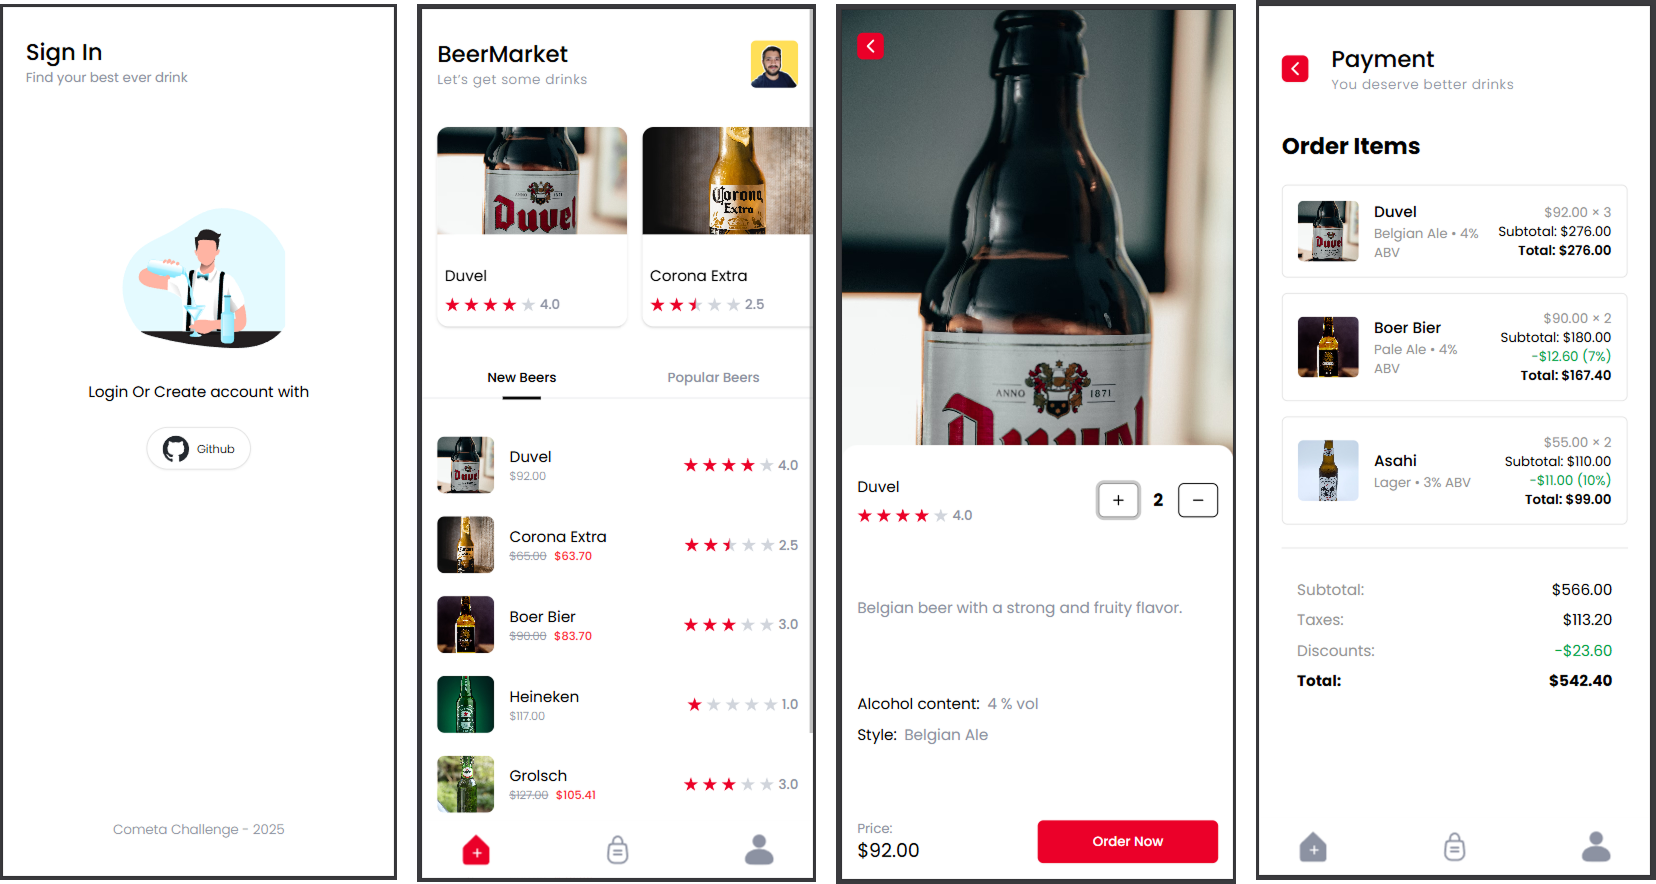 Sign In
Find your best ever drink
Login Or Create account with
Github
Cometa Challenge - 2025
BeerMarket
Let's get some drinks
Duvel
Duvel
4.0
Corona
Extra
Corona Extra
2.5
New Beers
Popular Beers
Duvel
$92.00
4.0
Corona Extra
$65.00 $63.70
2.5
Boer Bier
$90.00 $83.70
3.0
Heineken
$117.00
1.0
Grolsch
$127.00 $105.41
3.0
ANNO 1871
Duvel
Duvel
4.0
+ 2 −
Belgian beer with a strong and fruity flavor.
Alcohol content: 4 % vol
Style: Belgian Ale
Price:
$92.00
Order Now
Payment
You deserve better drinks
Order Items
Duvel
Belgian Ale • 4%
ABV
$92.00 × 3
Subtotal: $276.00
Total: $276.00
Boer Bier
Pale Ale • 4%
ABV
$90.00 × 2
Subtotal: $180.00
-$12.60 (7%)
Total: $167.40
Asahi
Lager • 3% ABV
$55.00 × 2
Subtotal: $110.00
-$11.00 (10%)
Total: $99.00
Subtotal: $566.00
Taxes: $113.20
Discounts: -$23.60
Total: $542.40